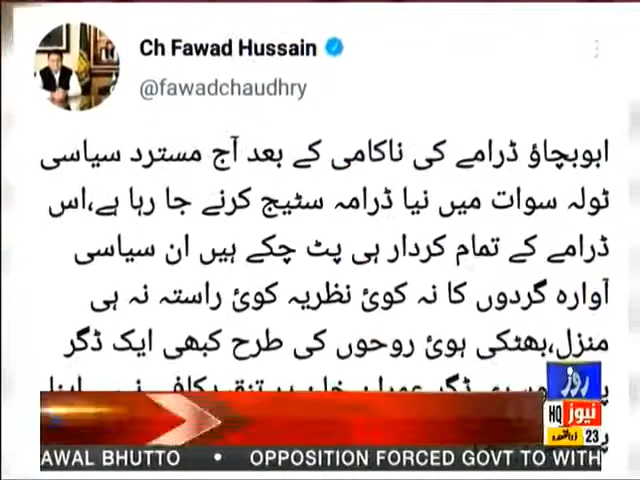 Ch Fawad Hussain
@fawadchaudhry
ابوبچاؤ ڈرامے کی ناکامی کے بعد آج مسترد سیاسی
ٹولہ سوات میں نیا ڈرامہ سٹیج کرنے جا رہا ہے،اس
ڈرامے کے تمام کردار ہی پٹ چکے ہیں ان سیاسی
آوارہ گردوں کا نہ کوئ نظریہ کوئ راستہ نہ ہی
منزل،بھٹکی ہوئ روحوں کی طرح کبھی ایک ڈگر
روز
HQ نیوز
23 ذوالقعدہ
AWAL BHUTTO • OPPOSITION FORCED GOVT TO WITH